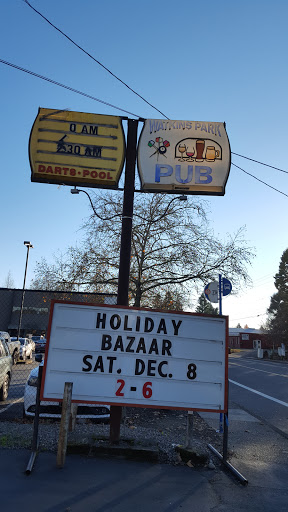 0 AM
30 AM
DARTS - POOL
WATKINS PARK
PUB
HOLIDAY
BAZAAR
SAT. DEC. 8
2-6